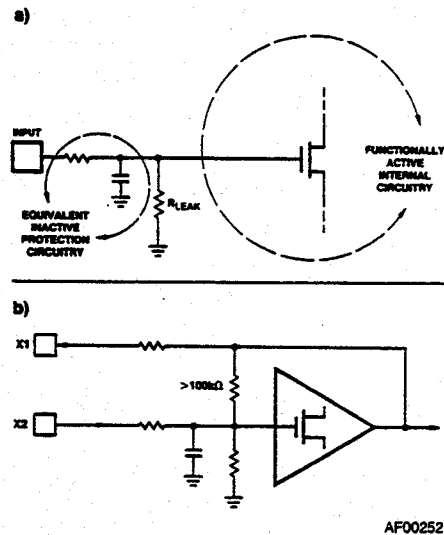 a)
INPUT
RLEAK
EQUIVALENT
INACTIVE
PROTECTION
CIRCUITRY
FUNCTIONALLY
ACTIVE
INTERNAL
CIRCUITRY
b)
X1
>100kΩ
X2
AF00252